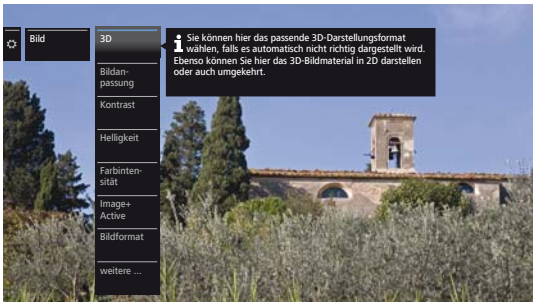 Bild
3D
Sie können hier das passende 3D-Darstellungsformat
wählen, falls es automatisch nicht richtig dargestellt wird.
Ebenso können Sie hier das 3D-Bildmaterial in 2D darstellen
oder auch umgekehrt.
Bildan-
passung
Kontrast
Helligkeit
Farbinten-
sität
Image+
Active
Bildformat
weitere ...